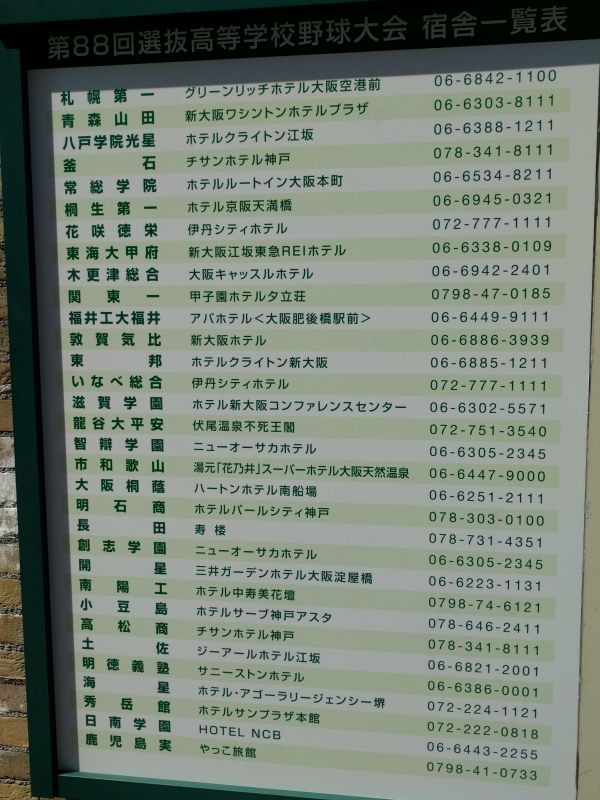 第88回選抜高等学校野球大会 宿舎一覧表
札幌第一 グリーンリッチホテル大阪空港前 06-6842-1100
青森山田 新大阪ワシントンホテルプラザ 06-6303-8111
八戸学院光星 ホテルクライトン江坂 06-6388-1211
釜石 チサンホテル神戸 078-341-8111
常総学院 ホテルルートイン大阪本町 06-6534-8211
桐生第一 ホテル京阪天満橋 06-6945-0321
花咲徳栄 伊丹シティホテル 072-777-1111
東海大甲府 新大阪江坂東急REIホテル 06-6338-0109
木更津総合 大阪キャッスルホテル 06-6942-2401
関東一 甲子園ホテル夕立荘 0798-47-0185
福井工大福井 アパホテル<大阪肥後橋駅前> 06-6449-9111
敦賀気比 新大阪ホテル 06-6886-3939
東邦 ホテルクライトン新大阪 06-6885-1211
いなべ総合 伊丹シティホテル 072-777-1111
滋賀学園 ホテル新大阪コンファレンスセンター 06-6302-5571
龍谷大平安 伏尾温泉不死王閣 072-751-3540
智辯学園 ニューオーサカホテル 06-6305-2345
市和歌山 湯元「花乃井」スーパーホテル大阪天然温泉 06-6447-9000
大阪桐蔭 ハートンホテル南船場 06-6251-2111
明石商 ホテルパールシティ神戸 078-303-0100
長田 寿楼 078-731-4351
創志学園 ニューオーサカホテル 06-6305-2345
開星 三井ガーデンホテル大阪淀屋橋 06-6223-1131
南陽工 ホテル中寿美花壇 0798-74-6121
小豆島 ホテルサーブ神戸アスタ 078-646-2411
高松商 チサンホテル神戸 078-341-8111
土佐 ジーアールホテル江坂 06-6821-2001
明徳義塾 サニーストンホテル 06-6386-0001
海星 ホテル・アゴーラリージェンシー堺 072-224-1121
秀岳館 ホテルサンプラザ本館 072-222-0818
日南学園 HOTEL NCB 06-6443-2255
鹿児島実 やっこ旅館 0798-41-0733